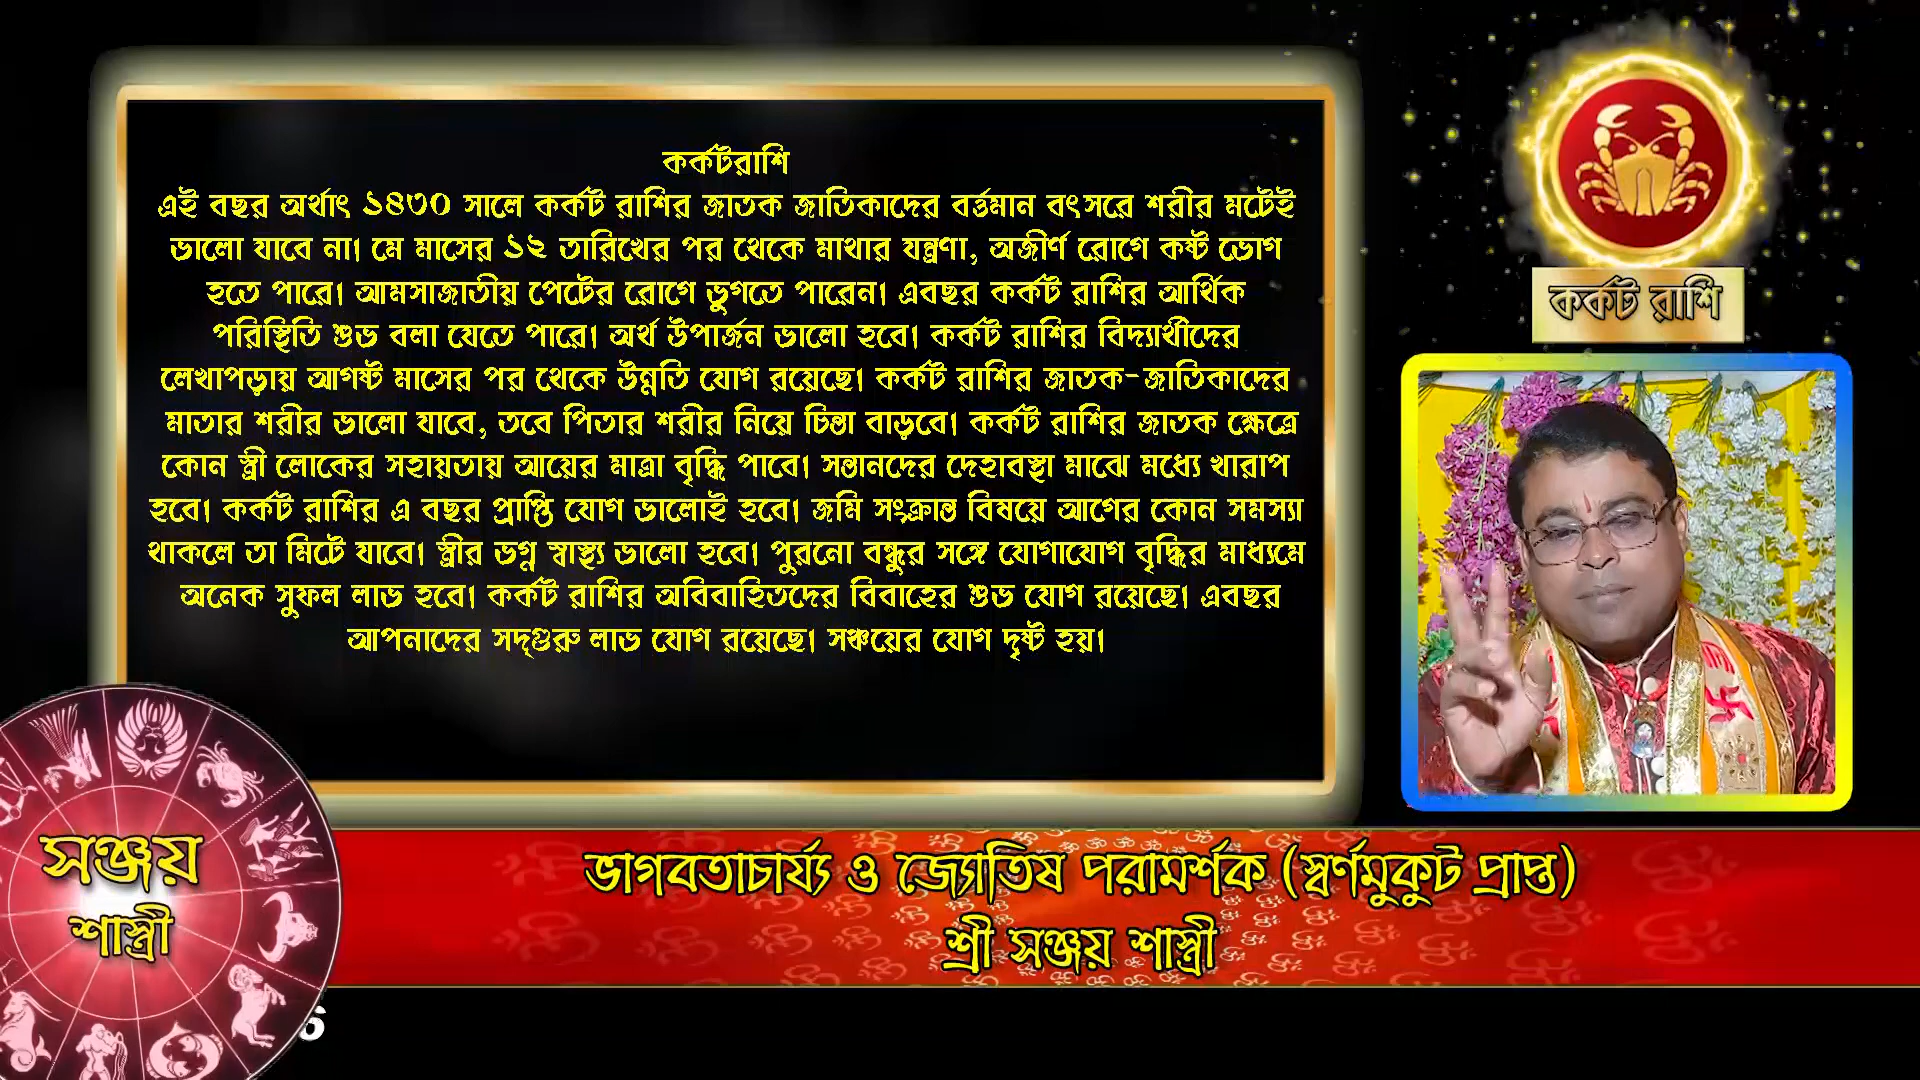 কর্কটরাশি
এই বছর অর্থাৎ ১৪৩০ সালে কর্কট রাশির জাতক জাতিকাদের বর্তমান বৎসরে শরীর মটেই
ভালো যাবে না। মে মাসের ১২ তারিখের পর থেকে মাথার যন্ত্রণা, অজীর্ণ রোগে কষ্ট ভোগ
হতে পারে। আমসাজাতীয় পেটের রোগে ভুগতে পারেন। এবছর কর্কট রাশির আর্থিক
পরিস্থিতি শুভ বলা যেতে পারে। অর্থ উপার্জন ভালো হবে। কর্কট রাশির বিদ্যার্থীদের
লেখাপড়ায় আগষ্ট মাসের পর থেকে উন্নতি যোগ রয়েছে। কর্কট রাশির জাতক-জাতিকাদের
মাতার শরীর ভালো যাবে, তবে পিতার শরীর নিয়ে চিন্তা বাড়বে। কর্কট রাশির জাতক ক্ষেত্রে
কোন স্ত্রী লোকের সহায়তায় আয়ের মাত্রা বৃদ্ধি পাবে। সন্তানদের দেহাবস্থা মাঝে মধ্যে খারাপ
হবে। কর্কট রাশির এ বছর প্রাপ্তি যোগ ভালোই হবে। জমি সংক্রান্ত বিষয়ে আগের কোন সমস্যা
থাকলে তা মিটে যাবে। স্ত্রীর ভগ্ন স্বাস্থ্য ভালো হবে। পুরনো বন্ধুর সঙ্গে যোগাযোগ বৃদ্ধির মাধ্যমে
অনেক সুফল লাভ হবে। কর্কট রাশির অবিবাহিতদের বিবাহের শুভ যোগ রয়েছে। এবছর
আপনাদের সদ্‌গুরু লাভ যোগ রয়েছে। সঞ্চয়ের যোগ দৃষ্ট হয়।
কর্কট রাশি
সঞ্জয়
শাস্ত্রী
ভাগবতাচার্য্য ও জ্যোতিষ পরামর্শক (স্বর্ণমুকুট প্রাপ্ত)
শ্রী সঞ্জয় শাস্ত্রী